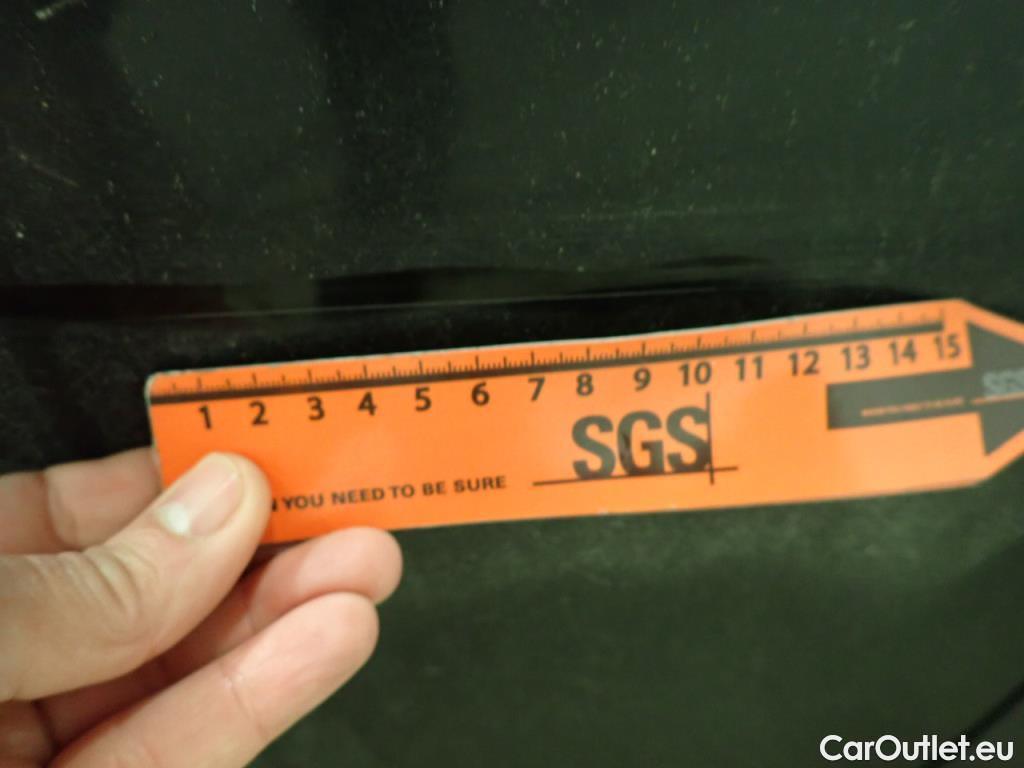 1 2 3 4 5 6 7 8 9 10 11 12 13 14 15
SGS
YOU NEED TO BE SURE
CarOutlet.eu